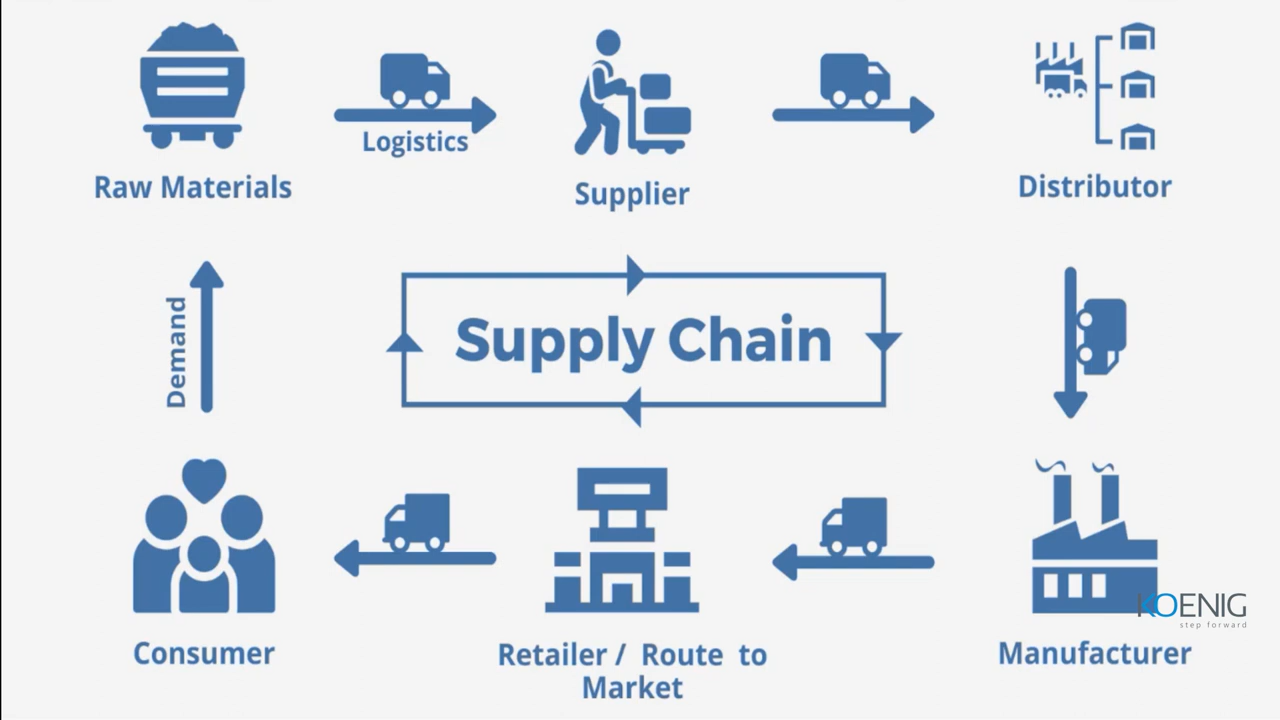 Logistics
Raw Materials
Supplier
Distributor
Demand
Supply Chain
Consumer
Retailer / Route to
Market
Manufacturer
KOENIG
step forward